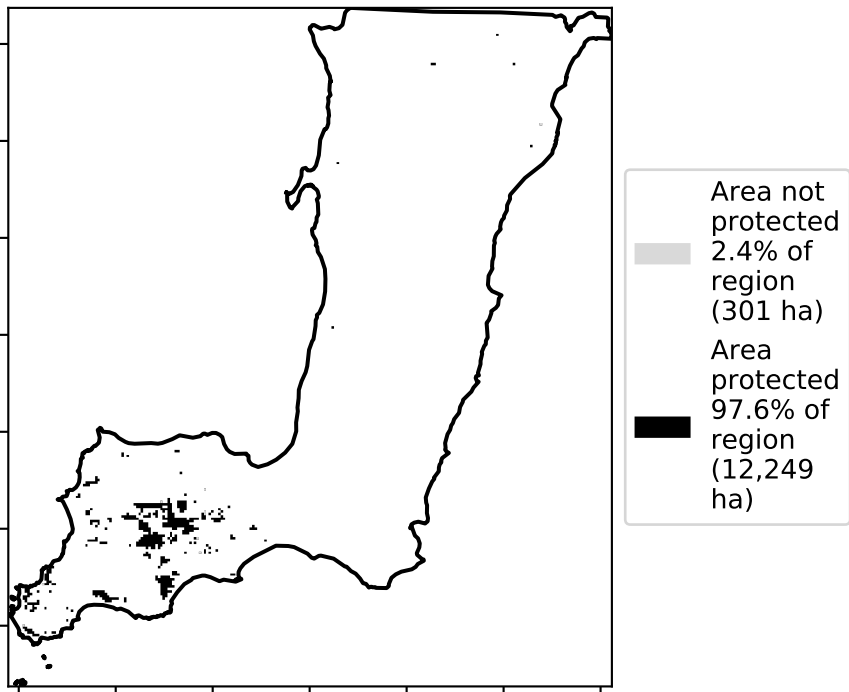 Area not
protected
2.4% of
region
(301 ha)
Area
protected
97.6% of
region
(12,249
ha)